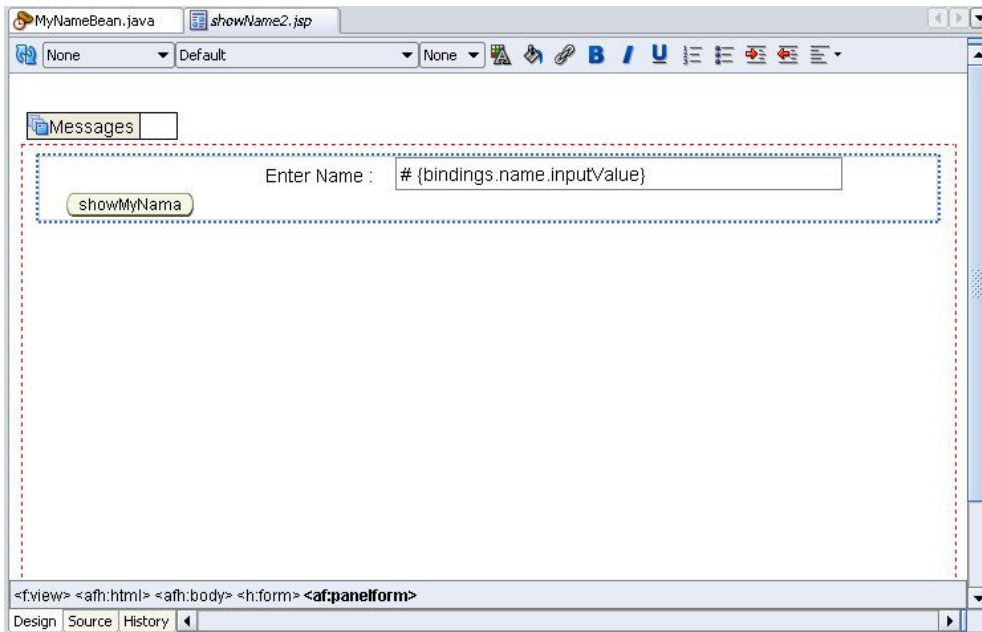 MyNameBean.java showName2.jsp
None Default None B I U
Messages
Enter Name : # {bindings.name.inputValue}
showMyNama
<f:view> <afh:html> <afh:body> <h:form> <af:panelform>
Design Source History